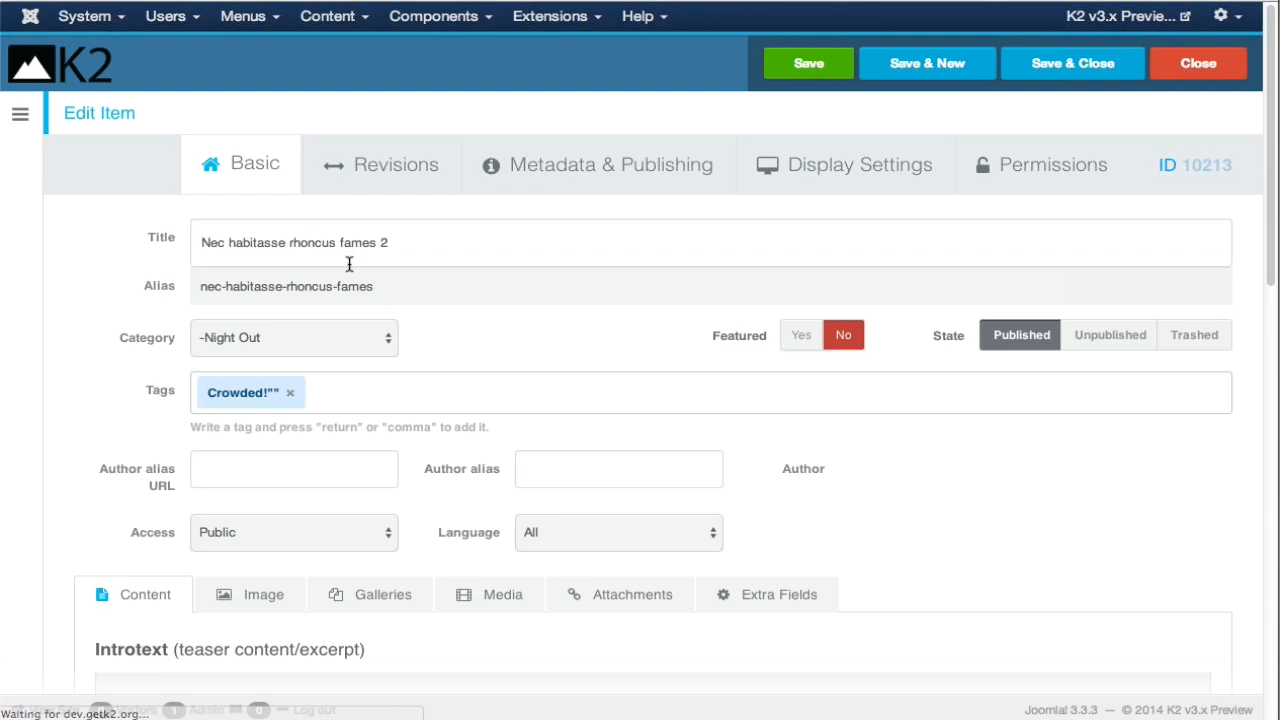 System Users Menus Content Components Extensions Help K2 v3.x Previe...
K2 Save Save & New Save & Close Close
Edit Item
Basic Revisions Metadata & Publishing Display Settings Permissions ID 10213
Title Nec habitasse rhoncus fames 2
Alias nec-habitasse-rhoncus-fames
Category -Night Out Featured Yes No State Published Unpublished Trashed
Tags Crowded!"" ×
Write a tag and press "return" or "comma" to add it.
Author alias URL Author alias Author
Access Public Language All
Content Image Galleries Media Attachments Extra Fields
Introtext (teaser content/excerpt)
Waiting for dev.getk2.org... 1 Admin 0 Log out Joomla! 3.3.3 — © 2014 K2 v3.x Preview